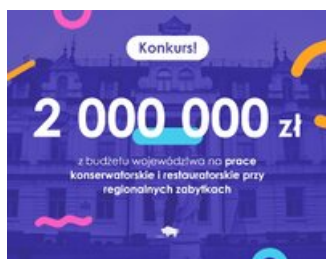 Konkurs!
2 000 000 zł
z budżetu województwa na prace
konserwatorskie i restauratorskie przy
regionalnych zabytkach